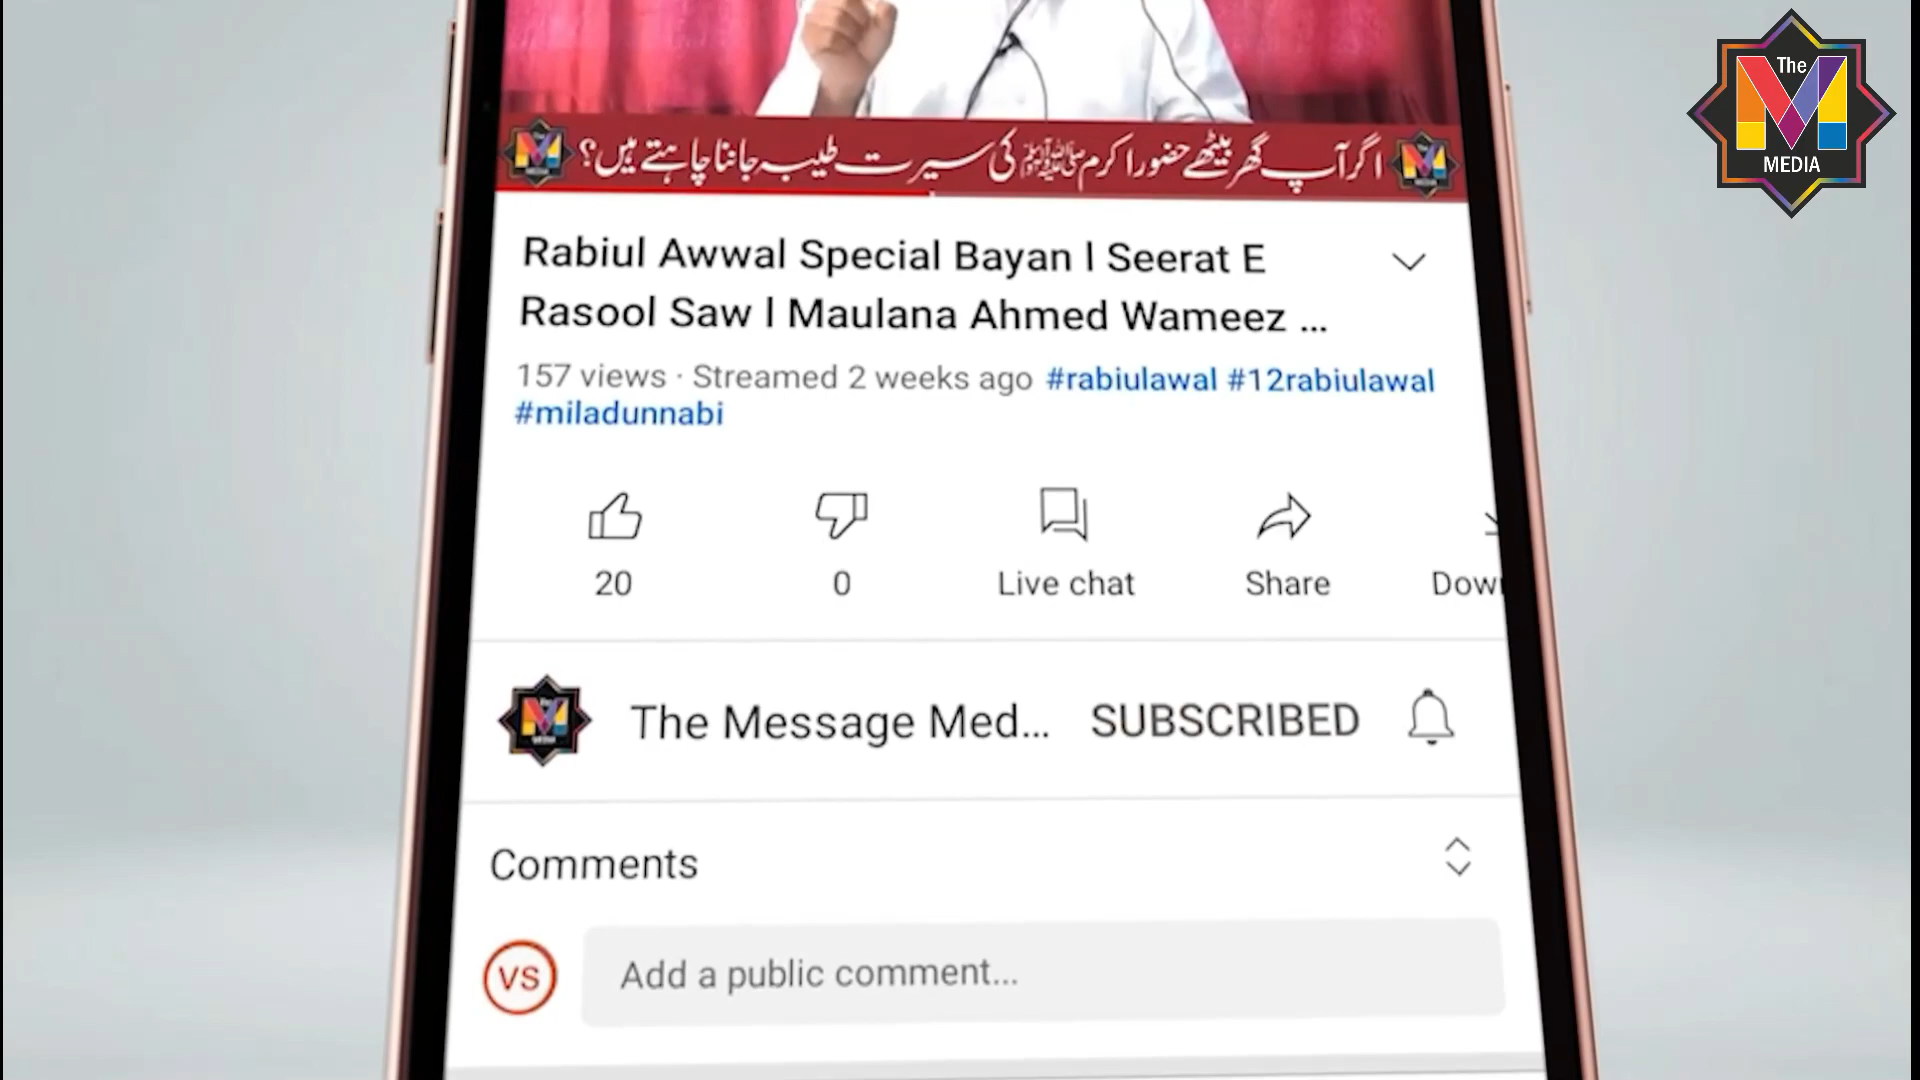 The
MEDIA
اگر آپ گھر بیٹھے حضور اکرم ﷺ کی سیرت طیبہ جاننا چاہتے ہیں؟
Rabiul Awwal Special Bayan l Seerat E
Rasool Saw l Maulana Ahmed Wameez ...
157 views · Streamed 2 weeks ago #rabiulawal #12rabiulawal
#miladunnabi
20
0
Live chat
Share
Dow
The Message Med...
SUBSCRIBED
Comments
VS
Add a public comment...